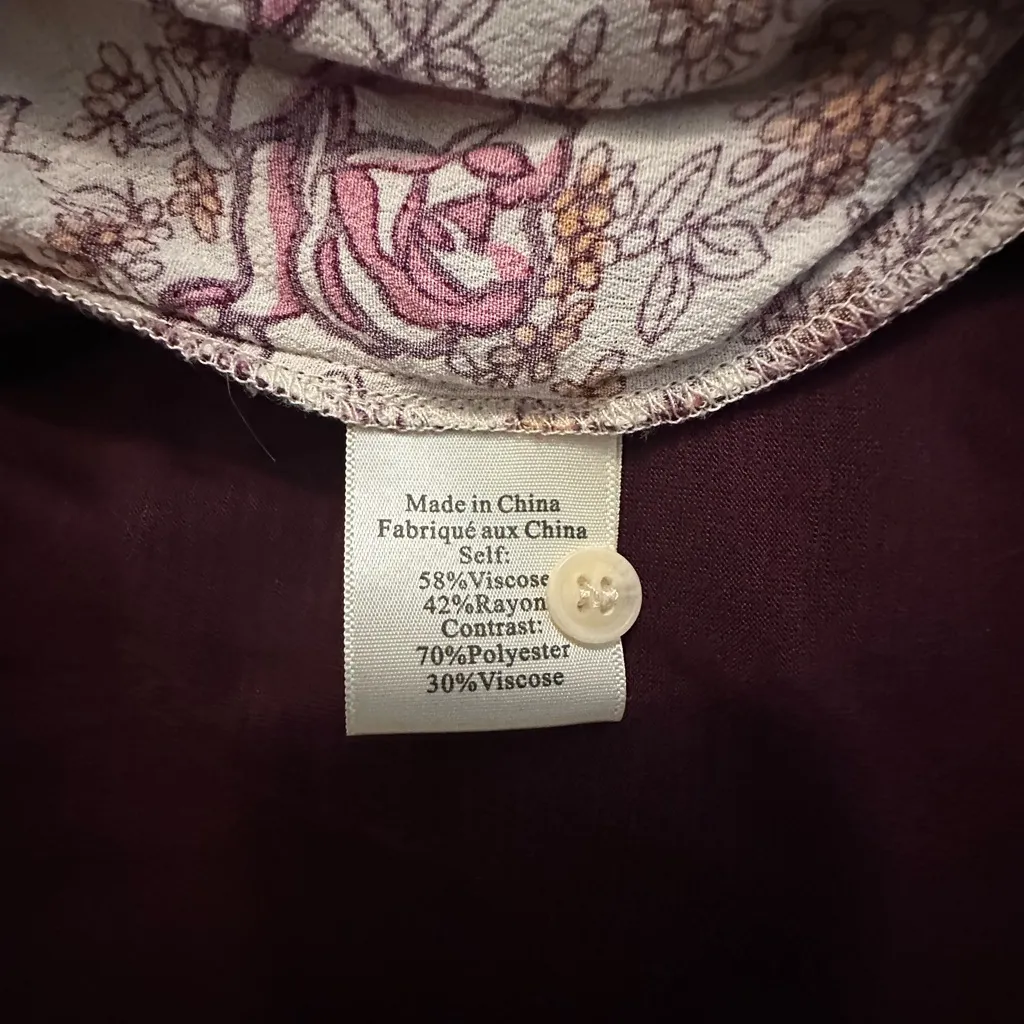 Made in China
Fabriqué aux China
Self:
58%Viscose
42%Rayon
Contrast:
70%Polyester
30%Viscose